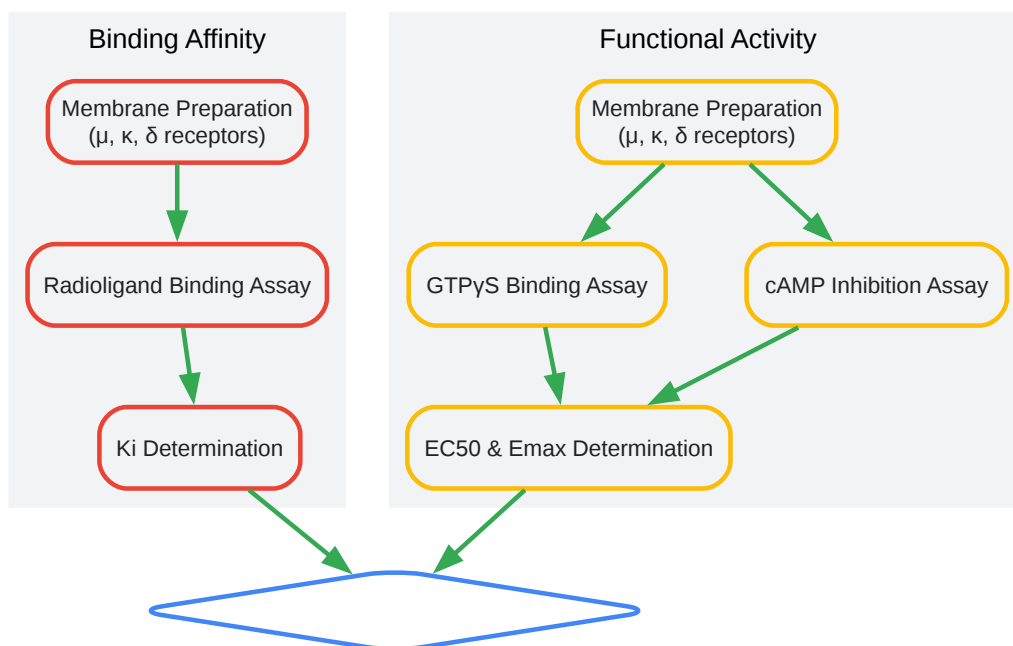 Binding Affinity
Membrane Preparation
(μ, κ, δ receptors)
Radioligand Binding Assay
Ki Determination
Functional Activity
Membrane Preparation
(μ, κ, δ receptors)
GTPγS Binding Assay
cAMP Inhibition Assay
EC50 & Emax Determination